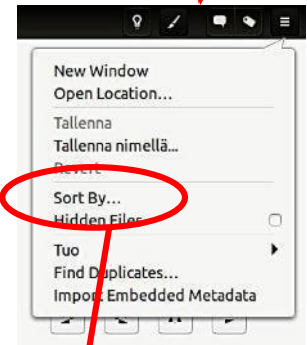 New Window
Open Location...
Tallenna
Tallenna nimellä...
Revert
Sort By...
Hidden Files
Tuo
Find Duplicates...
Import Embedded Metadata